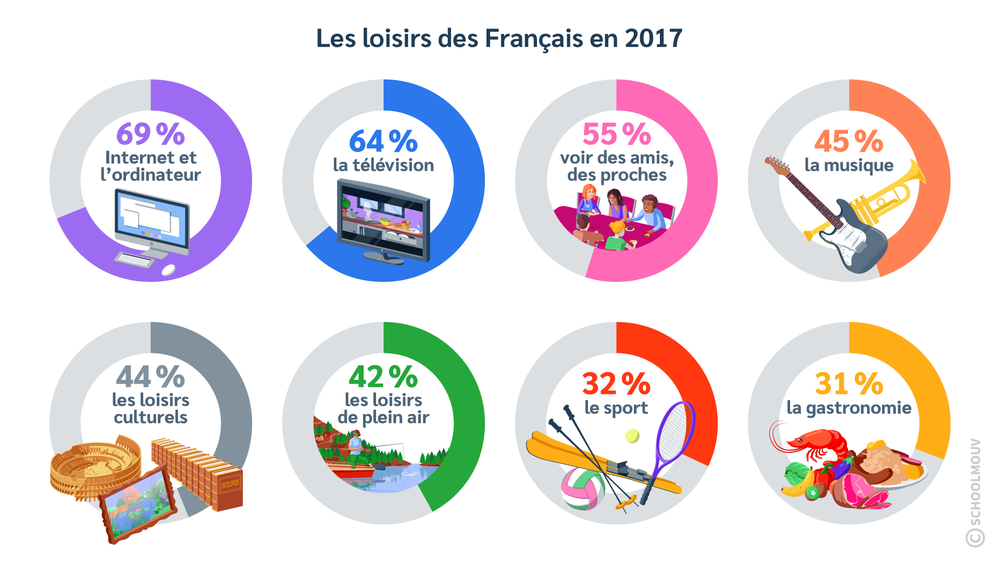 Les loisirs des Français en 2017
69 %
Internet et
l’ordinateur
64 %
la télévision
55 %
voir des amis,
des proches
45 %
la musique
44 %
les loisirs
culturels
ENCYCLOPÉDIE
42 %
les loisirs
de plein air
32 %
le sport
31 %
la gastronomie
© SCHOOLMOUV